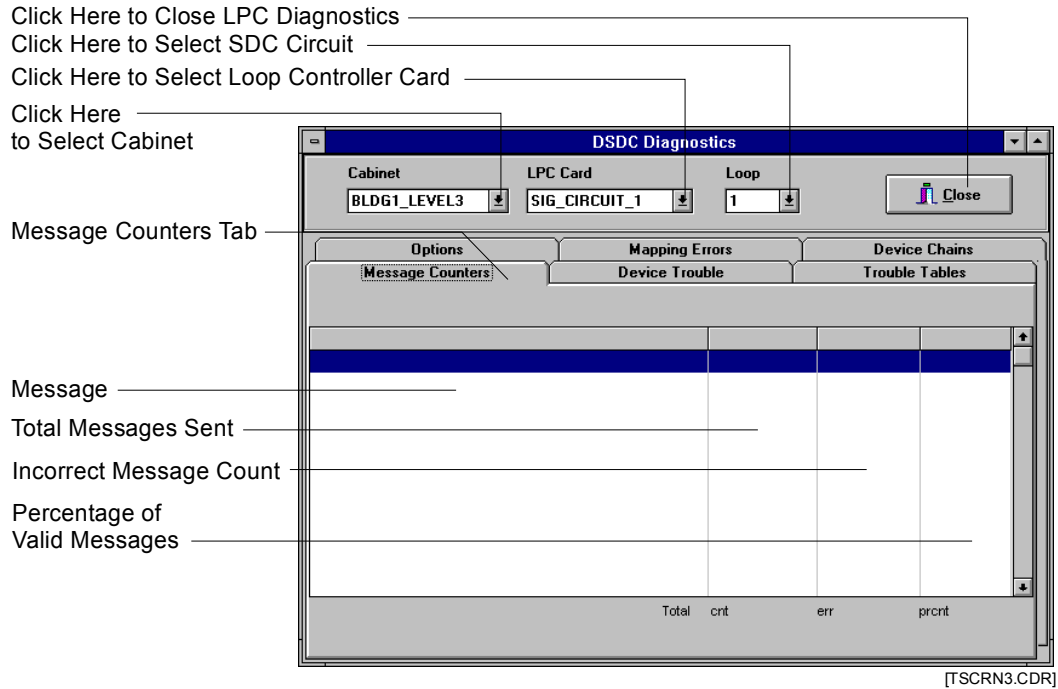 Click Here to Close LPC Diagnostics
Click Here to Select SDC Circuit
Click Here to Select Loop Controller Card
Click Here
to Select Cabinet
DSDC Diagnostics
Cabinet LPC Card Loop
BLDG1_LEVEL3 SIG_CIRCUIT_1 1 Close
Message Counters Tab
Options Mapping Errors Device Chains
Message Counters Device Trouble Trouble Tables
Message
Total Messages Sent
Incorrect Message Count
Percentage of
Valid Messages
Total cnt err prcnt
[TSCRN3.CDR]